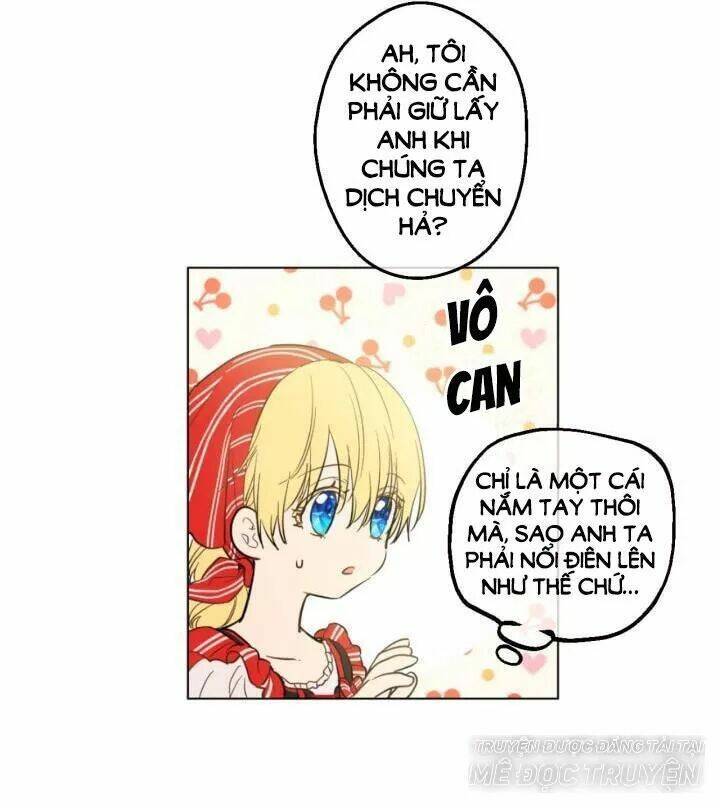 AH, TÔI
KHÔNG CẦN
PHẢI GIỮ LẤY
ANH KHI
CHÚNG TA
DỊCH CHUYỂN
HẢ?
VÔ
CAN
CHỈ LÀ MỘT CÁI
NẮM TAY THÔI
MÀ, SAO ANH TA
PHẢI NỔI ĐIÊN LÊN
NHƯ THẾ CHỨ...
TRUYỆN ĐƯỢC ĐĂNG TẢI TẠI
MÊ ĐỌC TRUYỆN